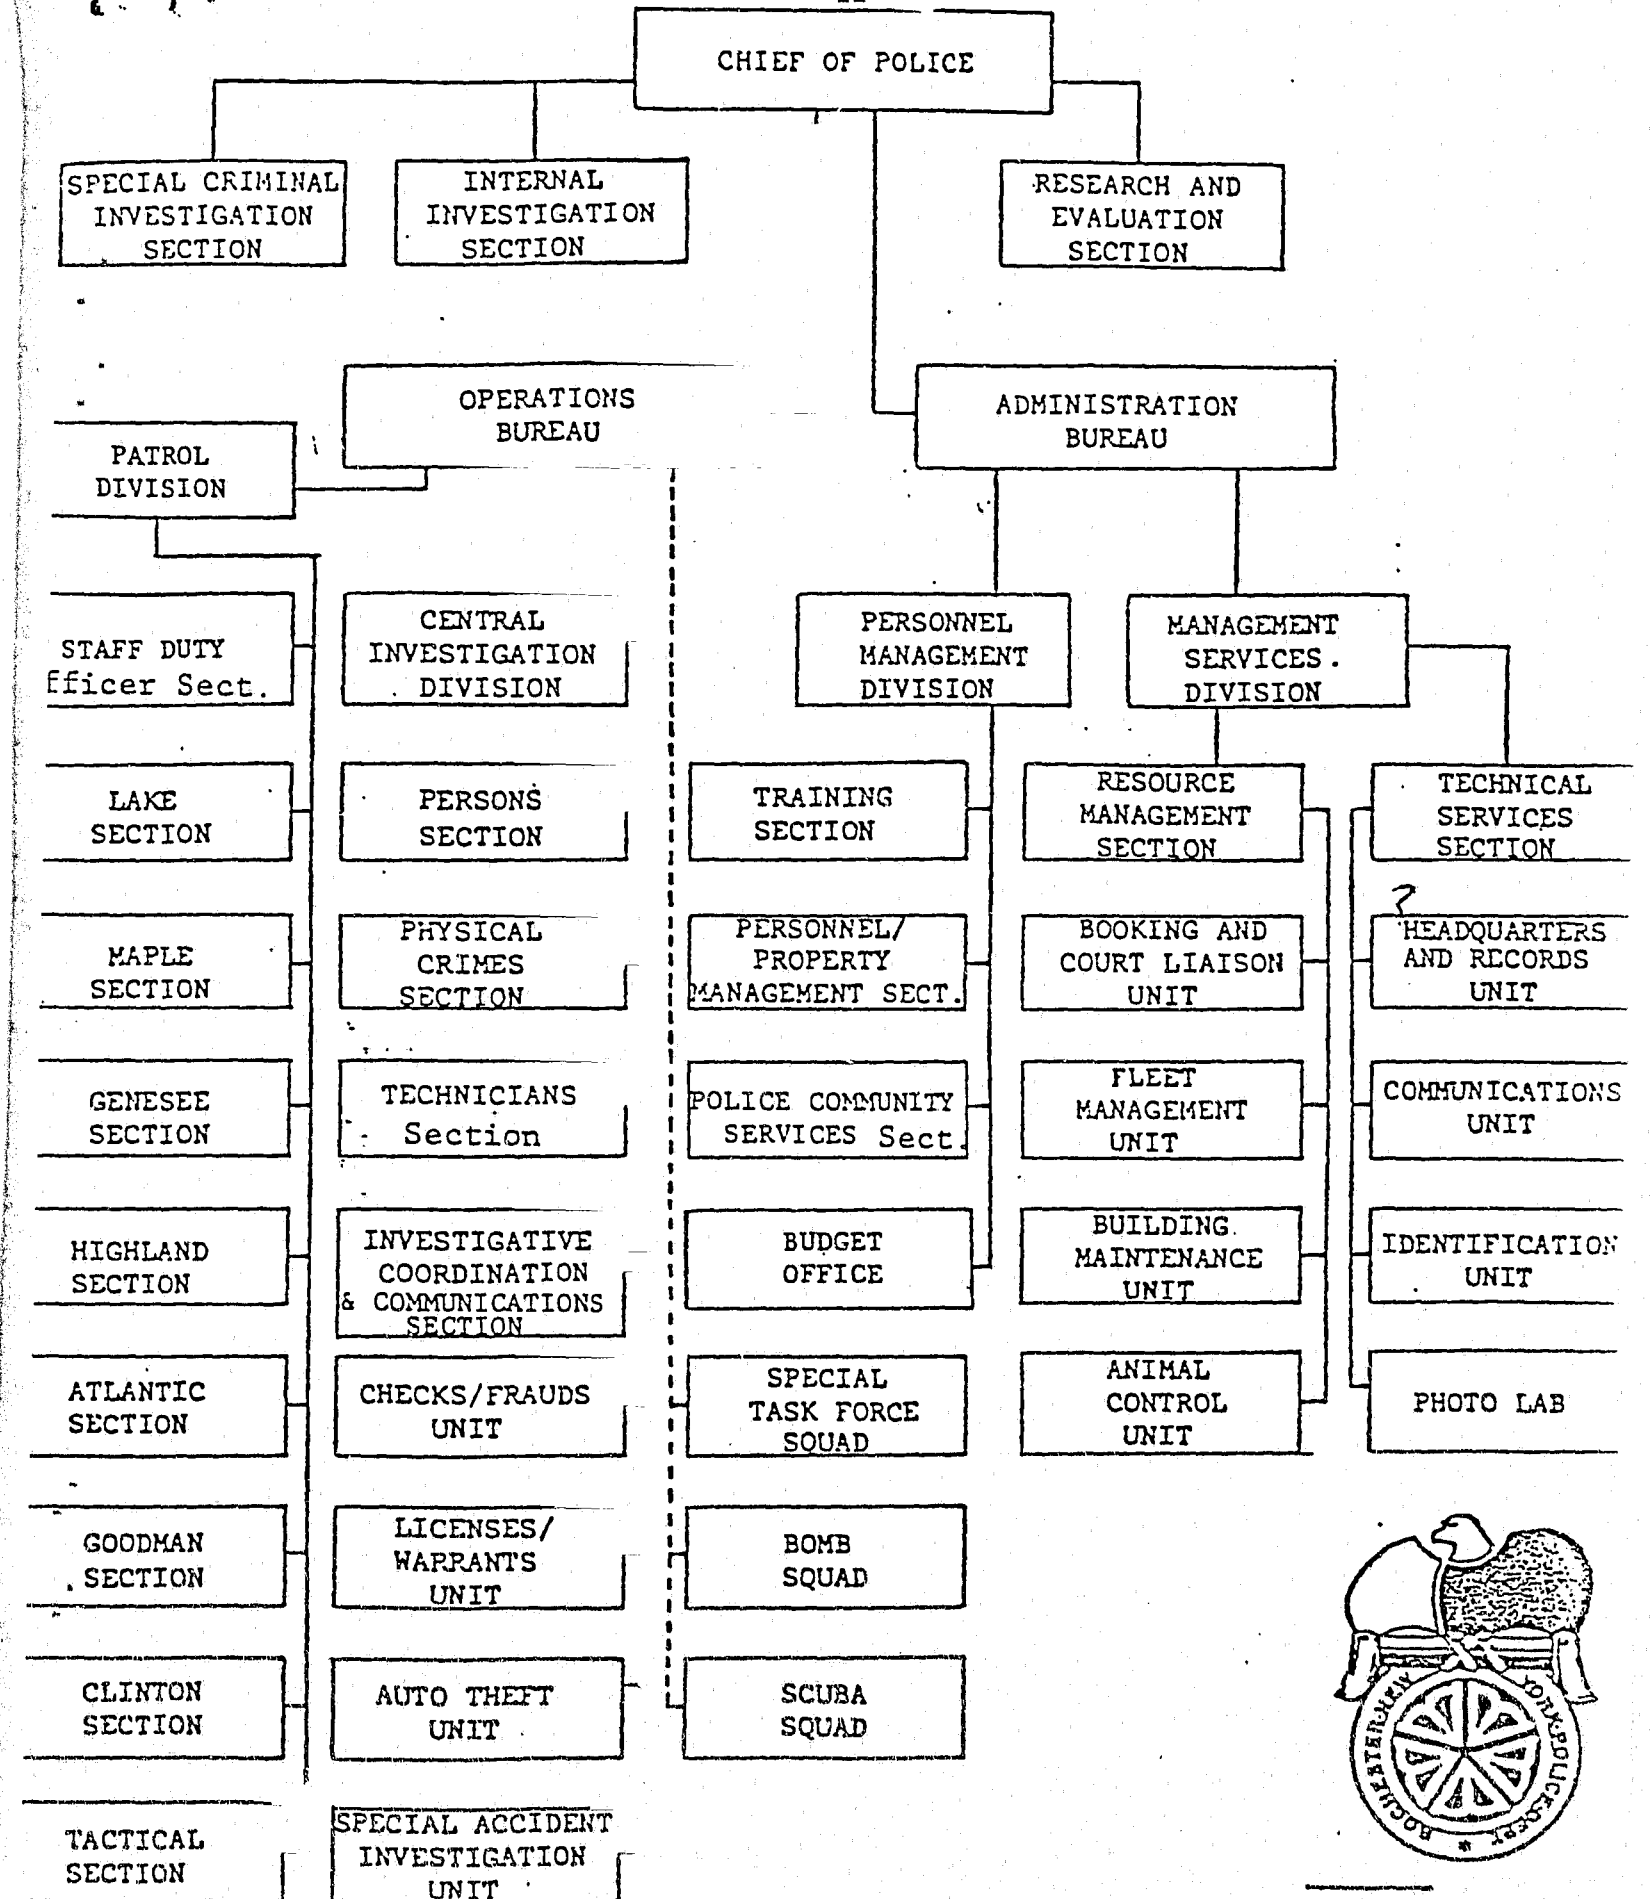 CHIEF OF POLICE
SPECIAL CRIMINAL
INVESTIGATION
SECTION
INTERNAL
INVESTIGATION
SECTION
RESEARCH AND
EVALUATION
SECTION
OPERATIONS
BUREAU
ADMINISTRATION
BUREAU
PATROL
DIVISION
STAFF DUTY
fficer Sect.
CENTRAL
INVESTIGATION
DIVISION
PERSONNEL
MANAGEMENT
DIVISION
MANAGEMENT
SERVICES.
DIVISION
LAKE
SECTION
PERSONS
SECTION
TRAINING
SECTION
RESOURCE
MANAGEMENT
SECTION
TECHNICAL
SERVICES
SECTION
MAPLE
SECTION
PHYSICAL
CRIMES
SECTION
PERSONNEL/
PROPERTY
MANAGEMENT SECT.
BOOKING AND
COURT LIAISON
UNIT
?
HEADQUARTERS
AND RECORDS
UNIT
GENESEE
SECTION
TECHNICIANS
Section
POLICE COMMUNITY
SERVICES Sect.
FLEET
MANAGEMENT
UNIT
COMMUNICATIONS
UNIT
HIGHLAND
SECTION
INVESTIGATIVE
COORDINATION
& COMMUNICATIONS
SECTION
BUDGET
OFFICE
BUILDING
MAINTENANCE
UNIT
IDENTIFICATION
UNIT
ATLANTIC
SECTION
CHECKS/FRAUDS
UNIT
SPECIAL
TASK FORCE
SQUAD
ANIMAL
CONTROL
UNIT
PHOTO LAB
GOODMAN
SECTION
LICENSES/
WARRANTS
UNIT
BOMB
SQUAD
CLINTON
SECTION
AUTO THEFT
UNIT
SCUBA
SQUAD
TACTICAL
SECTION
SPECIAL ACCIDENT
INVESTIGATION
UNIT
ROCHESTER·NEW YORK·POLICE·DEPT